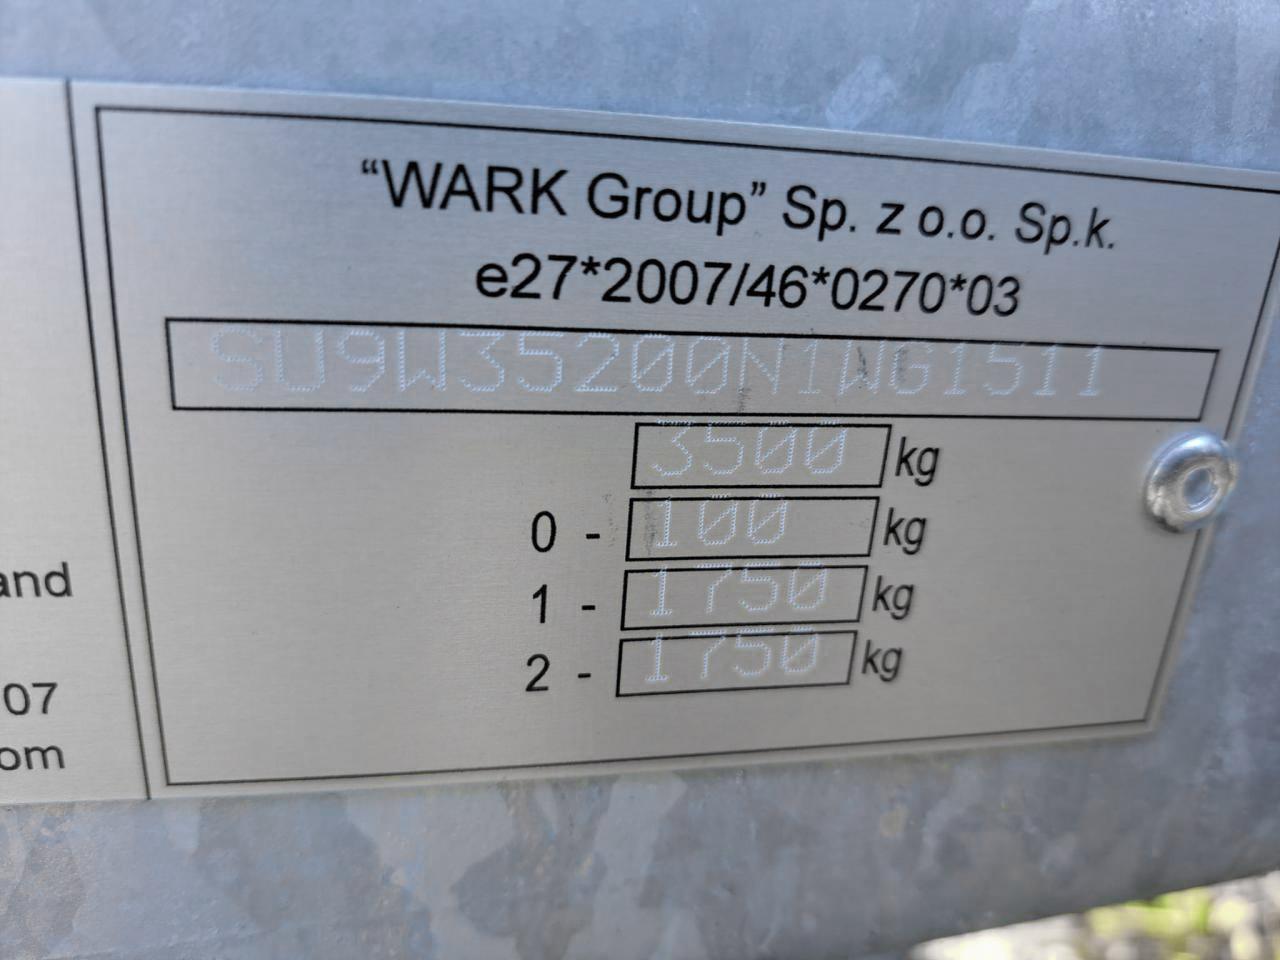 “WARK Group” Sp. z o.o. Sp.k.
e27*2007/46*0270*03
SU9W35200N1WG1511
3500 kg
0 - 100 kg
1 - 1750 kg
2 - 1750 kg
and
07
om